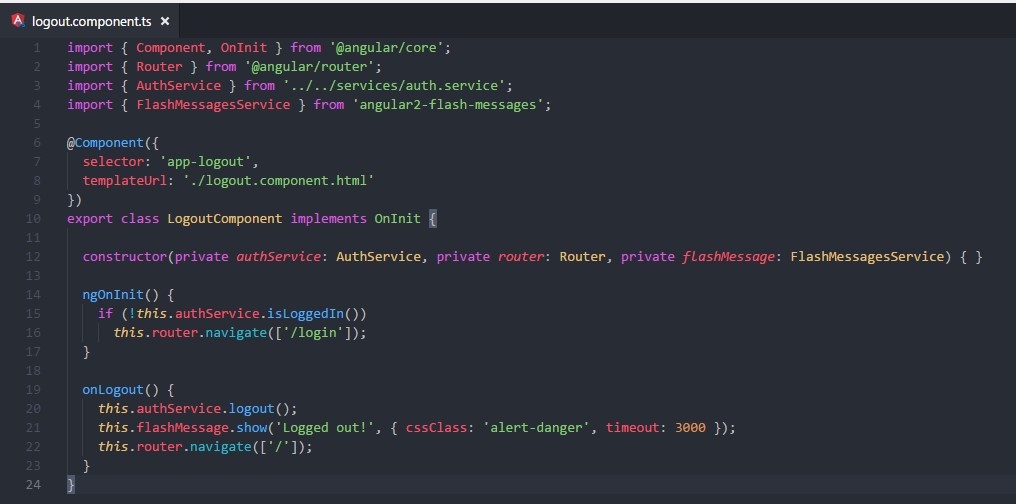 logout.component.ts ×
1 import { Component, OnInit } from '@angular/core';
2 import { Router } from '@angular/router';
3 import { AuthService } from '../../services/auth.service';
4 import { FlashMessagesService } from 'angular2-flash-messages';
5
6 @Component({
7   selector: 'app-logout',
8   templateUrl: './logout.component.html'
9 })
10 export class LogoutComponent implements OnInit {
11
12   constructor(private authService: AuthService, private router: Router, private flashMessage: FlashMessagesService) { }
13
14   ngOnInit() {
15     if (!this.authService.isLoggedIn())
16       this.router.navigate(['/login']);
17   }
18
19   onLogout() {
20     this.authService.logout();
21     this.flashMessage.show('Logged out!', { cssClass: 'alert-danger', timeout: 3000 });
22     this.router.navigate(['/']);
23   }
24 }